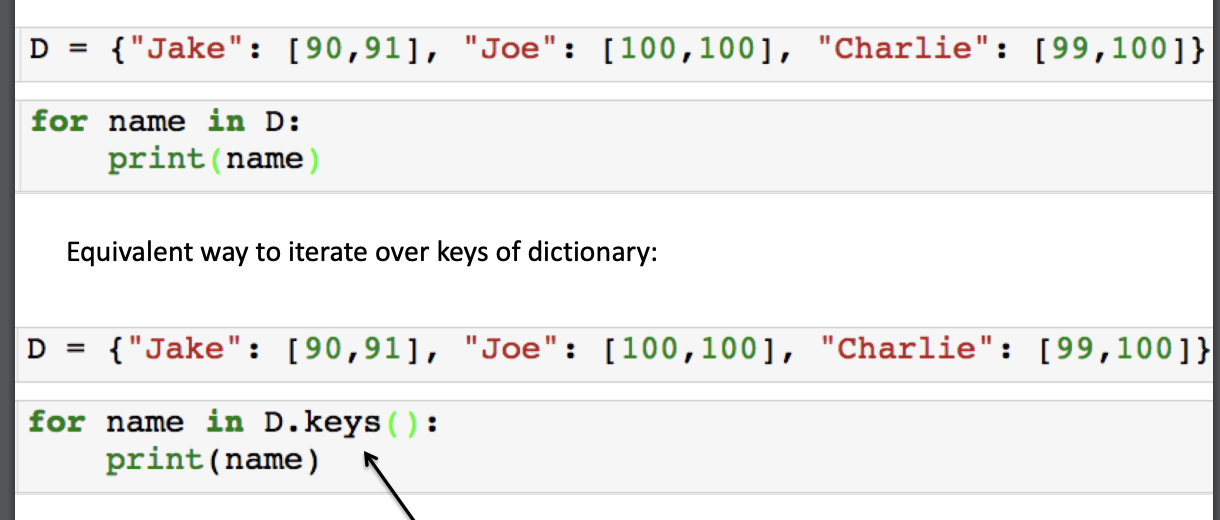 D = {"Jake": [90,91], "Joe": [100,100], "Charlie": [99,100]}
for name in D:
    print(name)
Equivalent way to iterate over keys of dictionary:
D = {"Jake": [90,91], "Joe": [100,100], "Charlie": [99,100]}
for name in D.keys():
    print(name)